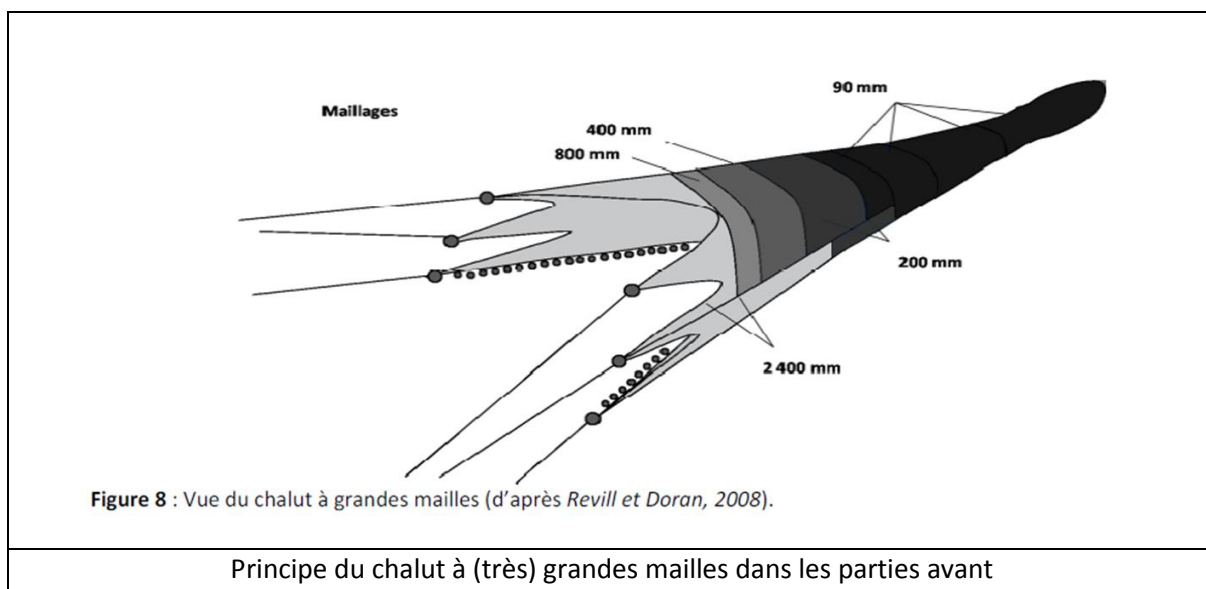 Maillages
90 mm
400 mm
800 mm
200 mm
2 400 mm
Figure 8 : Vue du chalut à grandes mailles (d'après Revill et Doran, 2008).
Principe du chalut à (très) grandes mailles dans les parties avant